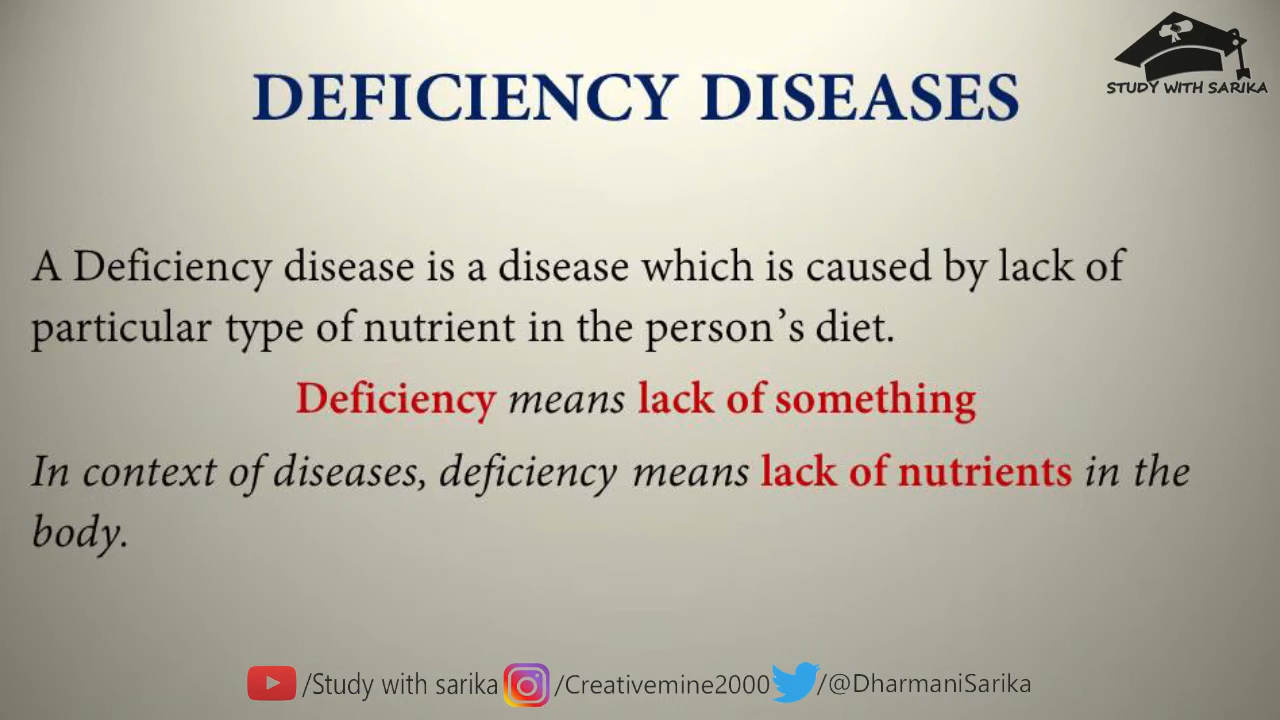 STUDY WITH SARIKA
DEFICIENCY DISEASES
A Deficiency disease is a disease which is caused by lack of
particular type of nutrient in the person’s diet.
Deficiency means lack of something
In context of diseases, deficiency means lack of nutrients in the
body.
/Study with sarika /Creativemine2000 /@DharmaniSarika